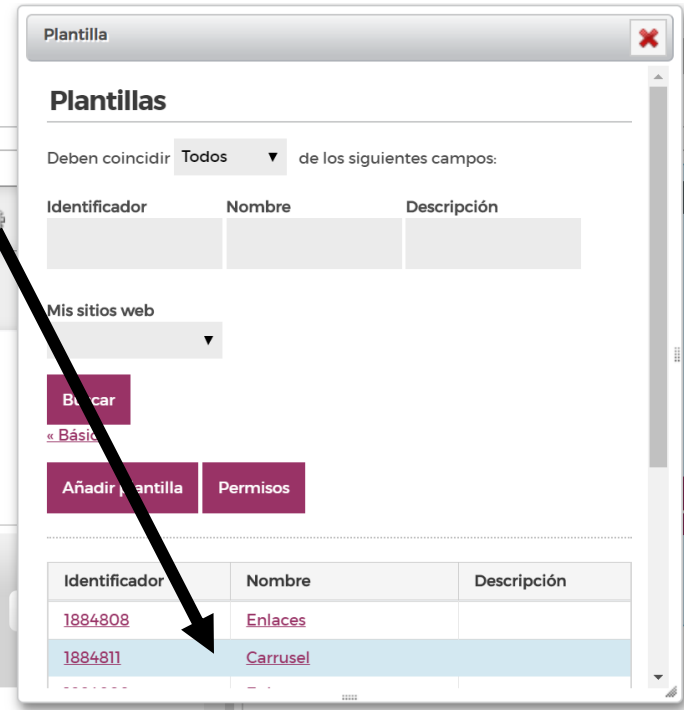 Plantilla
Plantillas
Deben coincidir Todos de los siguientes campos:
Identificador Nombre Descripción
Mis sitios web
Buscar
« Básico
Añadir plantilla Permisos
Identificador Nombre Descripción
1884808 Enlaces
1884811 Carrusel